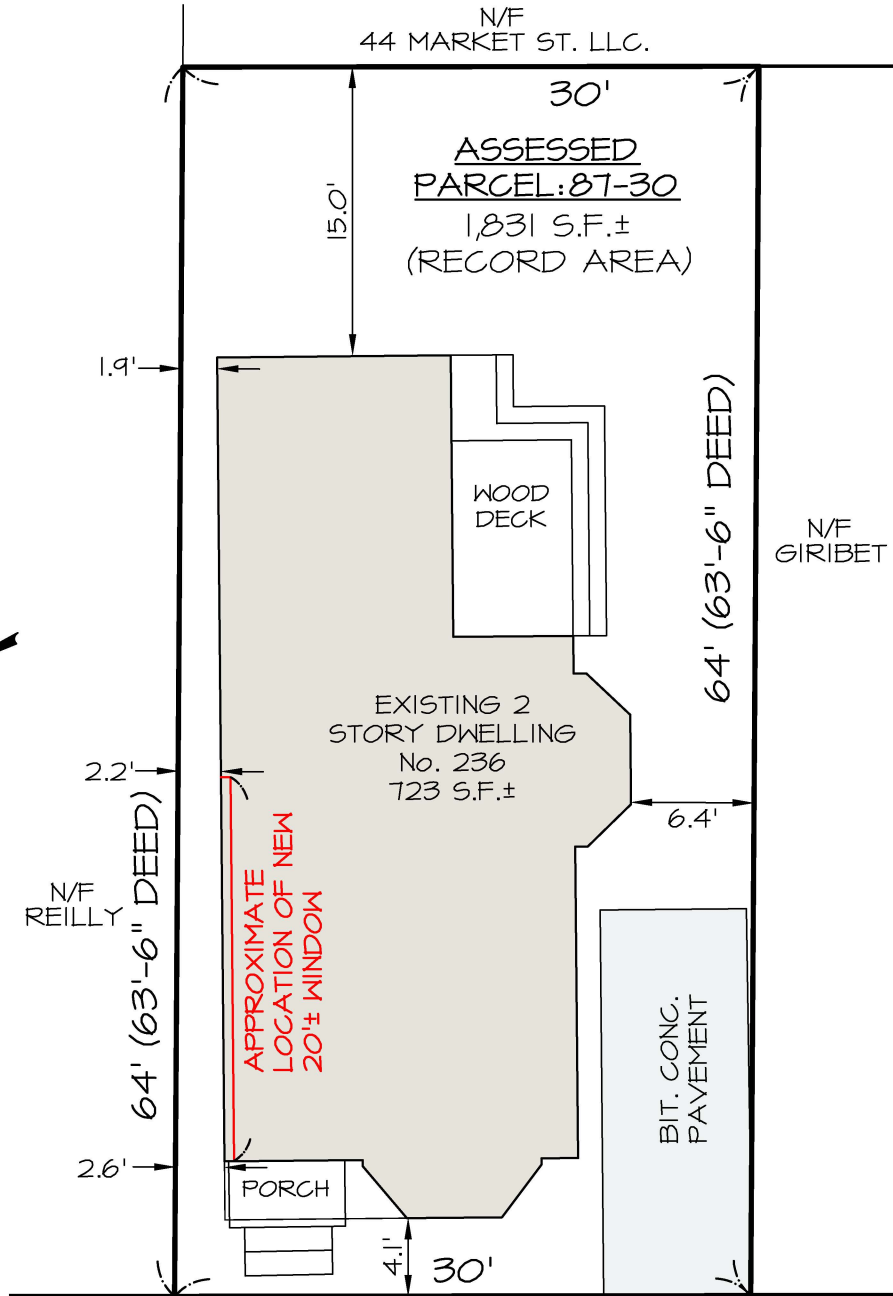 N/F
44 MARKET ST. LLC.
30'
ASSESSED
PARCEL:87-30
1,831 S.F.±
(RECORD AREA)
15.0'
1.9'
WOOD
DECK
64' (63'-6" DEED)
N/F
GIRIBET
EXISTING 2
STORY DWELLING
No. 236
723 S.F.±
2.2'
6.4'
N/F
REILLY
64' (63'-6" DEED)
APPROXIMATE
LOCATION OF NEW
20'± WINDOW
BIT. CONC.
PAVEMENT
2.6'
PORCH
4.1'
30'